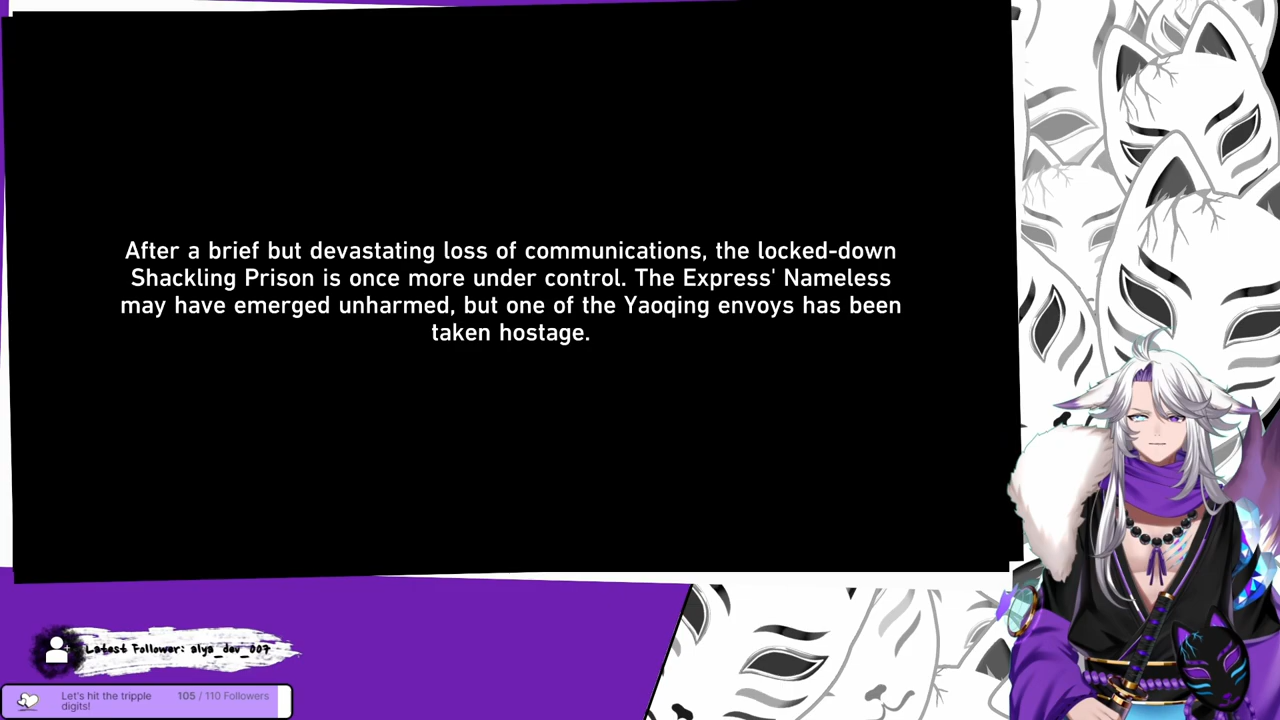 After a brief but devastating loss of communications, the locked-down
Shackling Prison is once more under control. The Express' Nameless
may have emerged unharmed, but one of the Yaoqing envoys has been
taken hostage.
Latest Follower: alya_dev_007
Let's hit the tripple
digits!
105 / 110 Followers